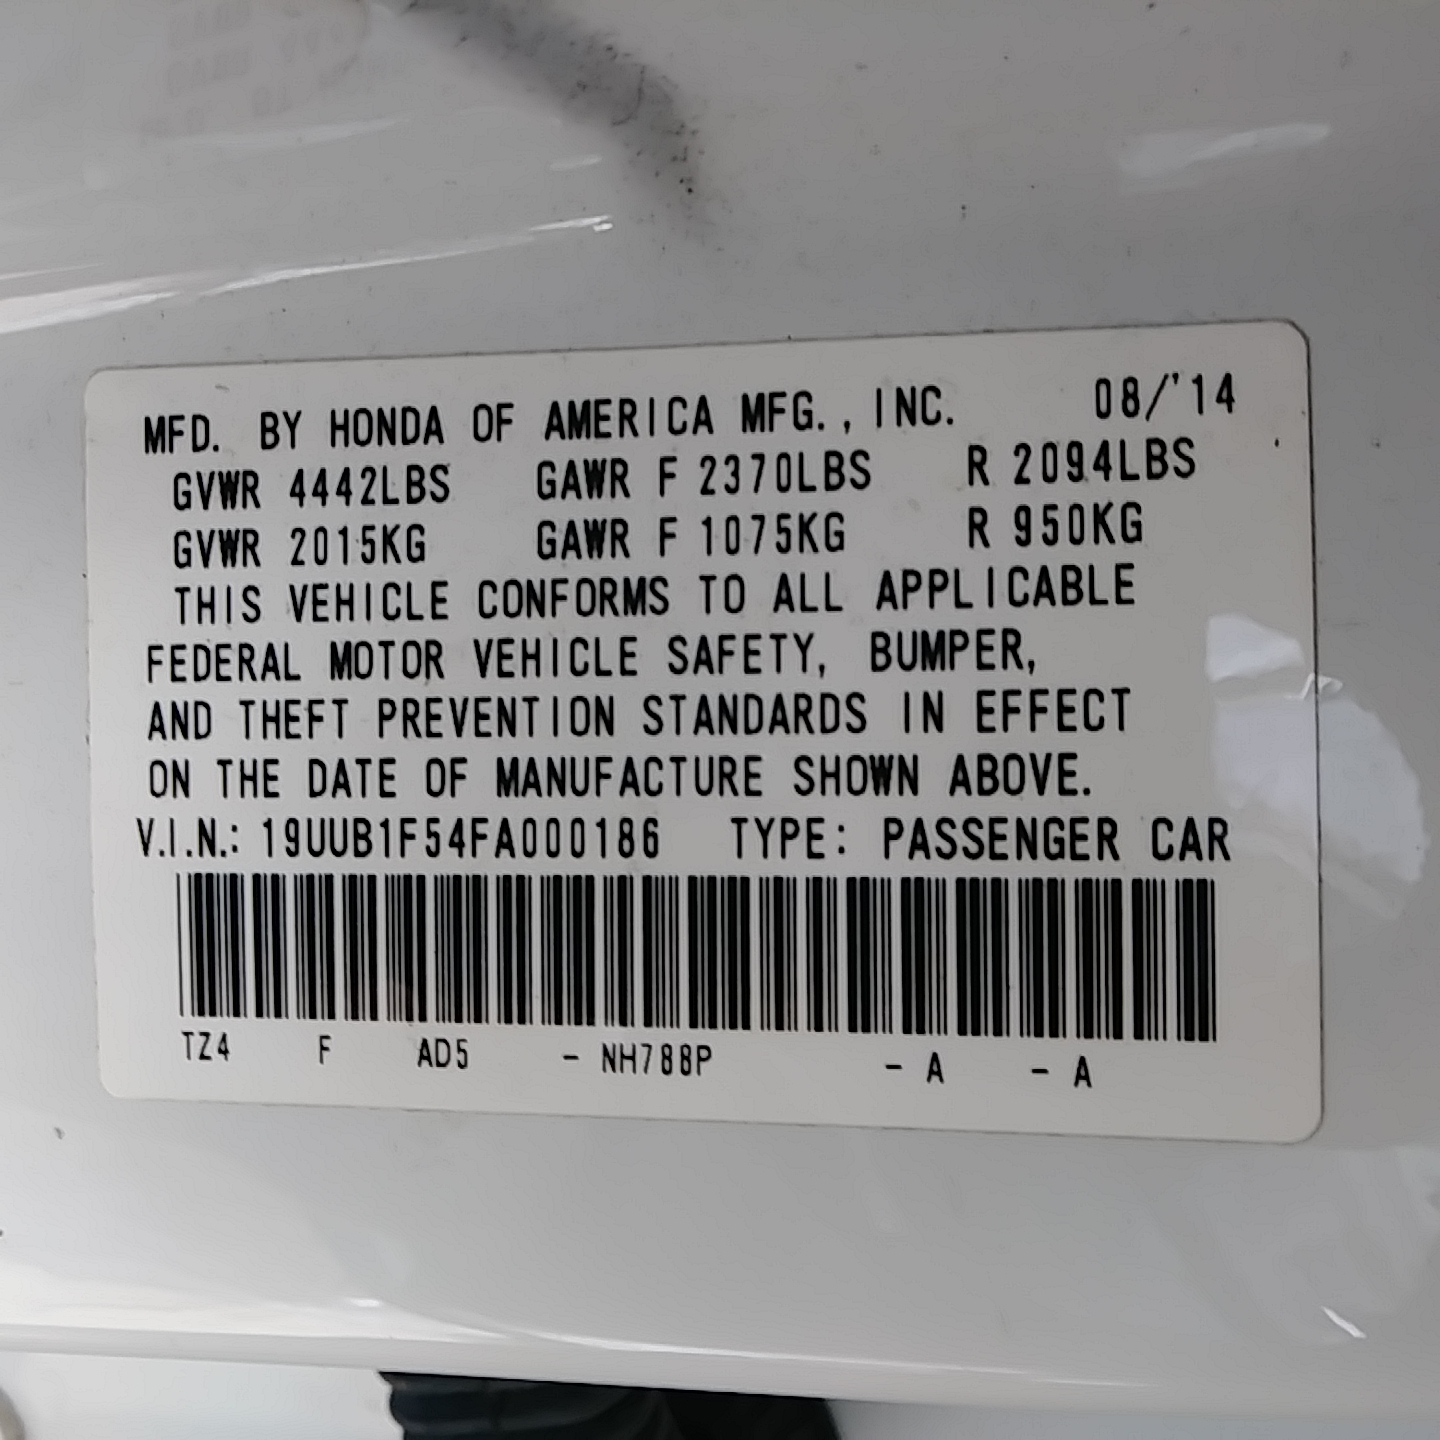 MFD. BY HONDA OF AMERICA MFG., INC. 08/'14
GVWR 4442LBS GAWR F 2370LBS R 2094LBS
GVWR 2015KG GAWR F 1075KG R 950KG
THIS VEHICLE CONFORMS TO ALL APPLICABLE
FEDERAL MOTOR VEHICLE SAFETY, BUMPER,
AND THEFT PREVENTION STANDARDS IN EFFECT
ON THE DATE OF MANUFACTURE SHOWN ABOVE.
V.I.N.: 19UUB1F54FA000186 TYPE: PASSENGER CAR
TZ4 F AD5 - NH788P - A - A